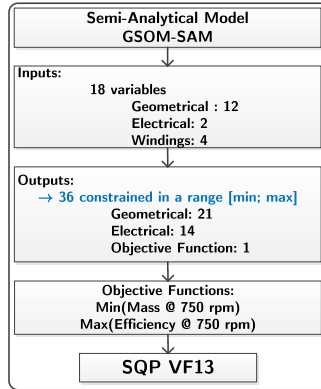 Semi-Analytical Model
GSOM-SAM
Inputs:
18 variables
Geometrical : 12
Electrical: 2
Windings: 4
Outputs:
→ 36 constrained in a range [min; max]
Geometrical: 21
Electrical: 14
Objective Function: 1
Objective Functions:
Min(Mass @ 750 rpm)
Max(Efficiency @ 750 rpm)
SQP VF13